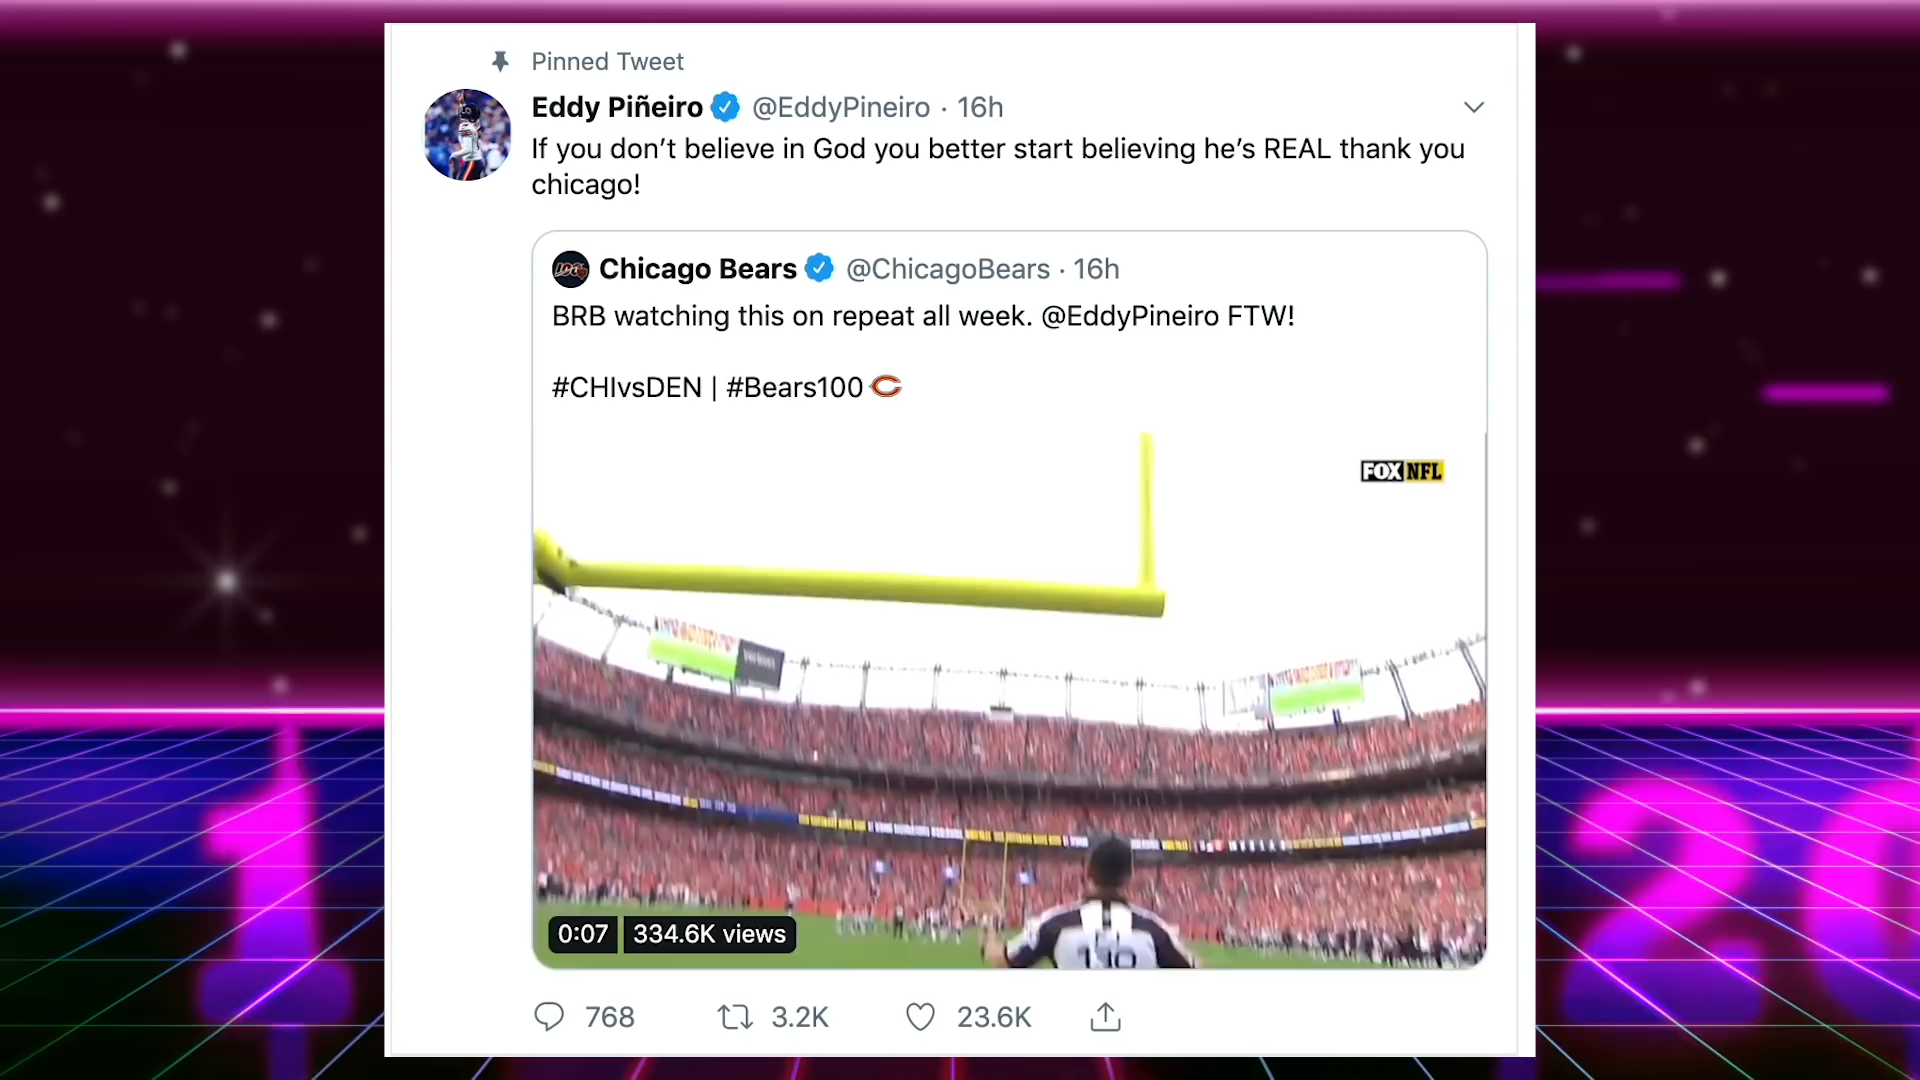 Pinned Tweet
Eddy Piñeiro @EddyPineiro · 16h
If you don’t believe in God you better start believing he’s REAL thank you
chicago!
Chicago Bears @ChicagoBears · 16h
BRB watching this on repeat all week. @EddyPineiro FTW!
#CHIvsDEN | #Bears100
FOX NFL
0:07 334.6K views
768 3.2K 23.6K
1 20